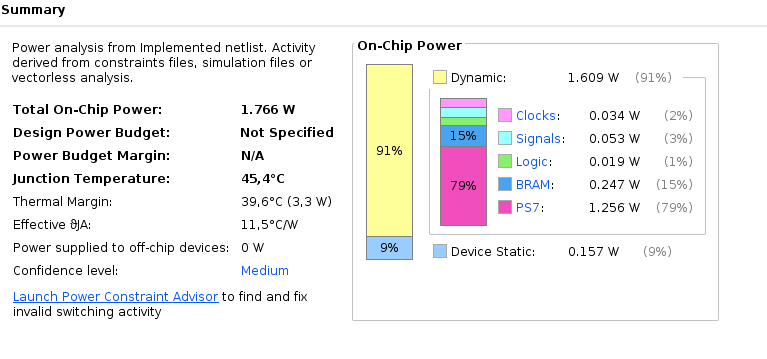 Summary
Power analysis from Implemented netlist. Activity
derived from constraints files, simulation files or
vectorless analysis.
Total On-Chip Power: 1.766 W
Design Power Budget: Not Specified
Power Budget Margin: N/A
Junction Temperature: 45,4°C
Thermal Margin: 39,6°C (3,3 W)
Effective ϑJA: 11,5°C/W
Power supplied to off-chip devices: 0 W
Confidence level: Medium
Launch Power Constraint Advisor to find and fix
invalid switching activity
On-Chip Power
91%
9%
Dynamic: 1.609 W (91%)
15%
79%
Clocks: 0.034 W (2%)
Signals: 0.053 W (3%)
Logic: 0.019 W (1%)
BRAM: 0.247 W (15%)
PS7: 1.256 W (79%)
Device Static: 0.157 W (9%)